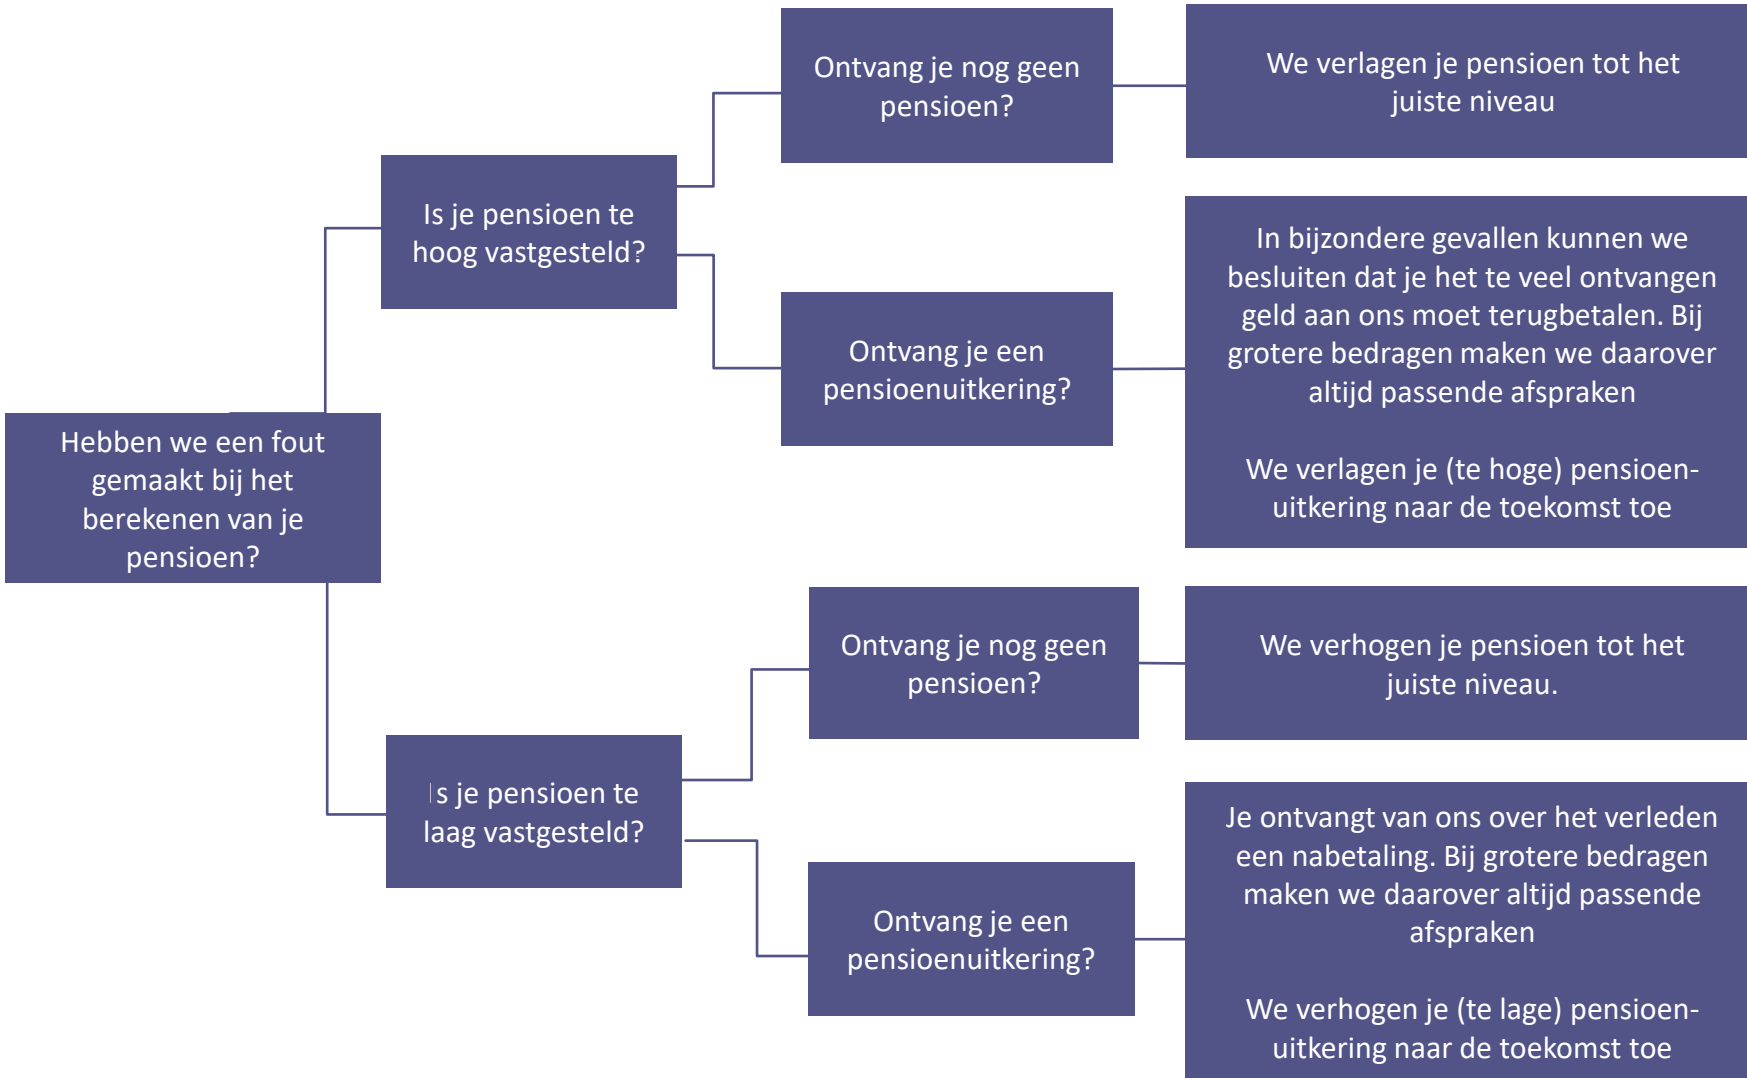 Hebben we een fout
gemaakt bij het
berekenen van je
pensioen?
Is je pensioen te
hoog vastgesteld?
Ontvang je nog geen
pensioen?
We verlagen je pensioen tot het
juiste niveau
Ontvang je een
pensioenuitkering?
In bijzondere gevallen kunnen we
besluiten dat je het te veel ontvangen
geld aan ons moet terugbetalen. Bij
grotere bedragen maken we daarover
altijd passende afspraken
We verlagen je (te hoge) pensioen-
uitkering naar de toekomst toe
Is je pensioen te
laag vastgesteld?
Ontvang je nog geen
pensioen?
We verhogen je pensioen tot het
juiste niveau.
Ontvang je een
pensioenuitkering?
Je ontvangt van ons over het verleden
een nabetaling. Bij grotere bedragen
maken we daarover altijd passende
afspraken
We verhogen je (te lage) pensioen-
uitkering naar de toekomst toe